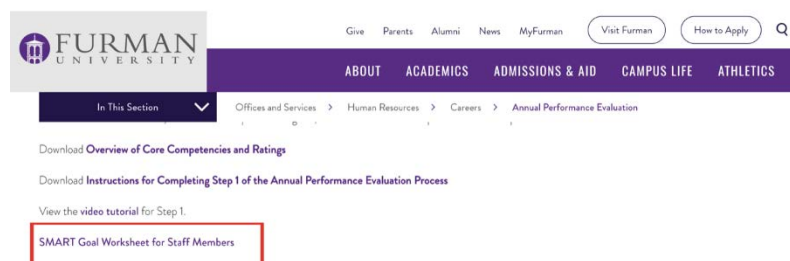 FURMAN
UNIVERSITY
Give Parents Alumni News MyFurman Visit Furman How to Apply
ABOUT ACADEMICS ADMISSIONS & AID CAMPUS LIFE ATHLETICS
In This Section Offices and Services > Human Resources > Careers > Annual Performance Evaluation
Download Overview of Core Competencies and Ratings
Download Instructions for Completing Step 1 of the Annual Performance Evaluation Process
View the video tutorial for Step 1.
SMART Goal Worksheet for Staff Members